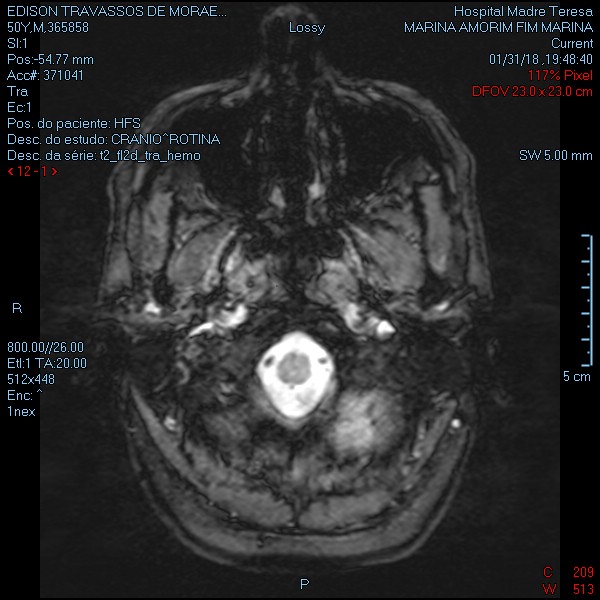 EDISON TRAVASSOS DE MORAE...
50Y,M,365858
Sl:1
Pos:-54.77 mm
Acc#: 371041
Tra
Ec:1
Pos. do paciente: HFS
Desc. do estudo: CRANIO^ROTINA
Desc. da série: t2_fl2d_tra_hemo
< 12 - 1 >
Lossy
Hospital Madre Teresa
MARINA AMORIM FIM MARINA
Current
01/31/18 ,19:48:40
117% Pixel
DFOV 23.0 x 23.0 cm
SW 5.00 mm
R
800.00//26.00
Etl:1 TA:20.00
512x448
Enc: ^
1nex
5 cm
P
C 209
W 513